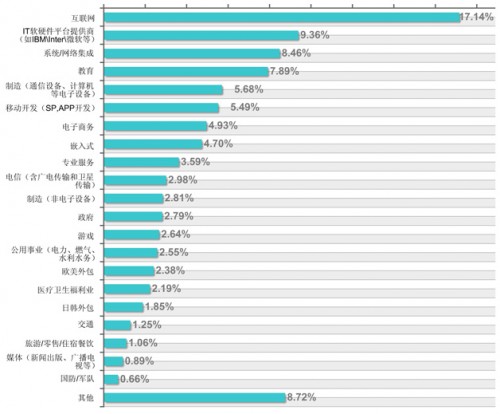 互联网
17.14%
IT软硬件平台提供商
（如IBM\Inter\微软等）
9.36%
系统/网络集成
8.46%
教育
7.89%
制造（通信设备、计算机
等电子设备）
5.68%
移动开发（SP,APP开发）
5.49%
电子商务
4.93%
嵌入式
4.70%
专业服务
3.59%
电信（含广电传输和卫星
传输）
2.98%
制造（非电子设备）
2.81%
政府
2.79%
游戏
2.64%
公用事业（电力、燃气、
水利水务）
2.55%
欧美外包
2.38%
医疗卫生福利业
2.19%
日韩外包
1.85%
交通
1.25%
旅游/零售/住宿餐饮
1.06%
媒体（新闻出版、广播电
视等）
0.89%
国防/军队
0.66%
其他
8.72%